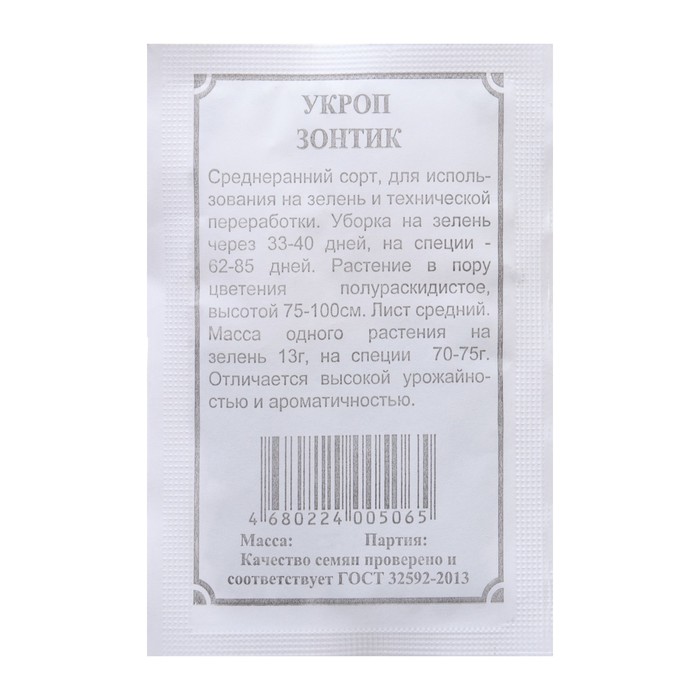 УКРОП
ЗОНТИК
Среднеранний сорт, для исполь-
зования на зелень и технической
переработки. Уборка на зелень
через 33-40 дней, на специи -
62-85 дней. Растение в пору
цветения полураскидистое,
высотой 75-100см. Лист средний.
Масса одного растения на
зелень 13г, на специи 70-75г.
Отличается высокой урожайно-
стью и ароматичностью.
4 680224 005065
Масса: Партия:
Качество семян проверено и
соответствует ГОСТ 32592-2013